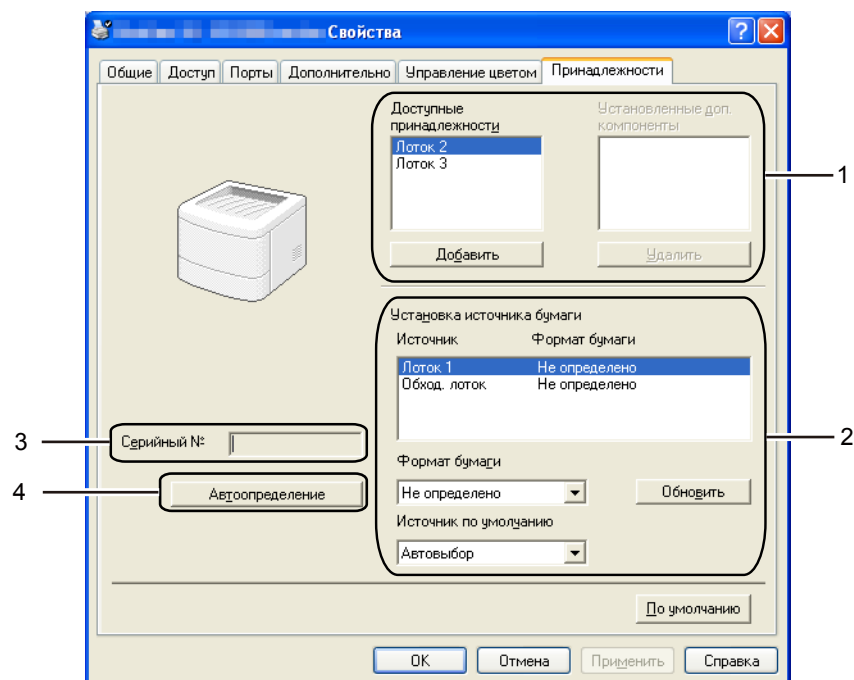 Свойства
Общие Доступ Порты Дополнительно Управление цветом Принадлежности
Доступные принадлежности
Установленные доп. компоненты
Лоток 2
Лоток 3
Добавить
Удалить
1
Установка источника бумаги
Источник Формат бумаги
Лоток 1 Не определено
Обход. лоток Не определено
2
3
Серийный №
4
Автоопределение
Формат бумаги
Не определено
Обновить
Источник по умолчанию
Автовыбор
По умолчанию
OK Отмена Применить Справка